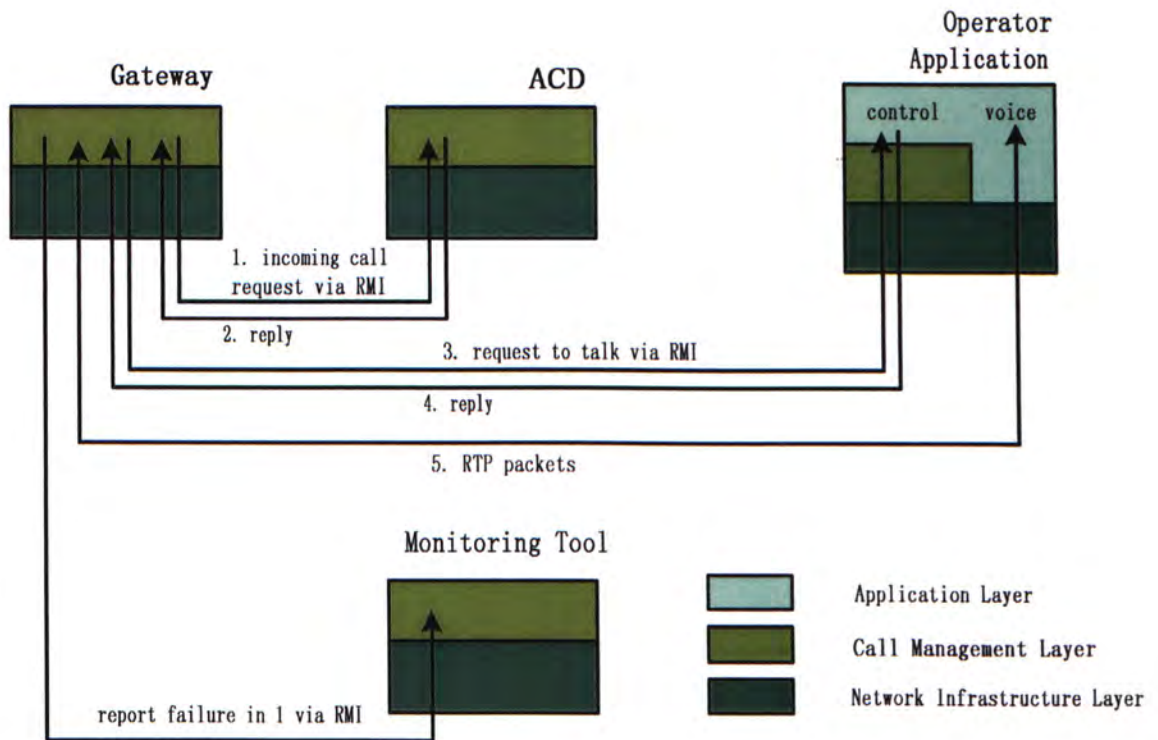 Operator
Application
Gateway
ACD
control
voice
1. incoming call
request via RMI
2. reply
3. request to talk via RMI
4. reply
5. RTP packets
Monitoring Tool
Application Layer
Call Management Layer
Network Infrastructure Layer
report failure in 1 via RMI